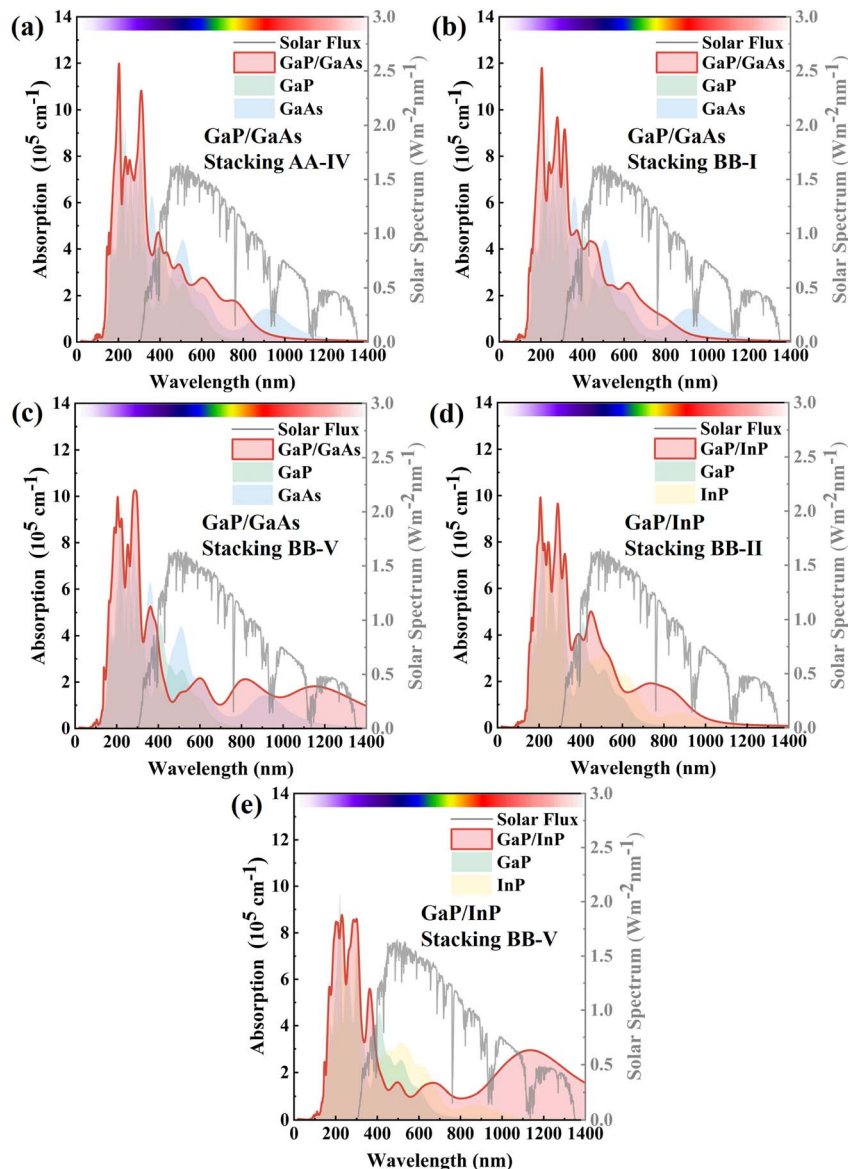 (a)
Solar Flux
GaP/GaAs
GaP
GaAs
GaP/GaAs
Stacking AA-IV
Absorption (10⁵ cm⁻¹)
14
12
10
8
6
4
2
0
3.0
2.5
2.0
1.5
1.0
0.5
0.0
Solar Spectrum (Wm⁻²nm⁻¹)
0 200 400 600 800 1000 1200 1400
Wavelength (nm)
(b)
Solar Flux
GaP/GaAs
GaP
GaAs
GaP/GaAs
Stacking BB-I
Absorption (10⁵ cm⁻¹)
14
12
10
8
6
4
2
0
3.0
2.5
2.0
1.5
1.0
0.5
0.0
Solar Spectrum (Wm⁻²nm⁻¹)
0 200 400 600 800 1000 1200 1400
Wavelength (nm)
(c)
Solar Flux
GaP/GaAs
GaP
GaAs
GaP/GaAs
Stacking BB-V
Absorption (10⁵ cm⁻¹)
14
12
10
8
6
4
2
0
3.0
2.5
2.0
1.5
1.0
0.5
0.0
Solar Spectrum (Wm⁻²nm⁻¹)
0 200 400 600 800 1000 1200 1400
Wavelength (nm)
(d)
Solar Flux
GaP/InP
GaP
InP
GaP/InP
Stacking BB-II
Absorption (10⁵ cm⁻¹)
14
12
10
8
6
4
2
0
3.0
2.5
2.0
1.5
1.0
0.5
0.0
Solar Spectrum (Wm⁻²nm⁻¹)
0 200 400 600 800 1000 1200 1400
Wavelength (nm)
(e)
Solar Flux
GaP/InP
GaP
InP
GaP/InP
Stacking BB-V
Absorption (10⁵ cm⁻¹)
14
12
10
8
6
4
2
0
3.0
2.5
2.0
1.5
1.0
0.5
0.0
Solar Spectrum (Wm⁻²nm⁻¹)
0 200 400 600 800 1000 1200 1400
Wavelength (nm)